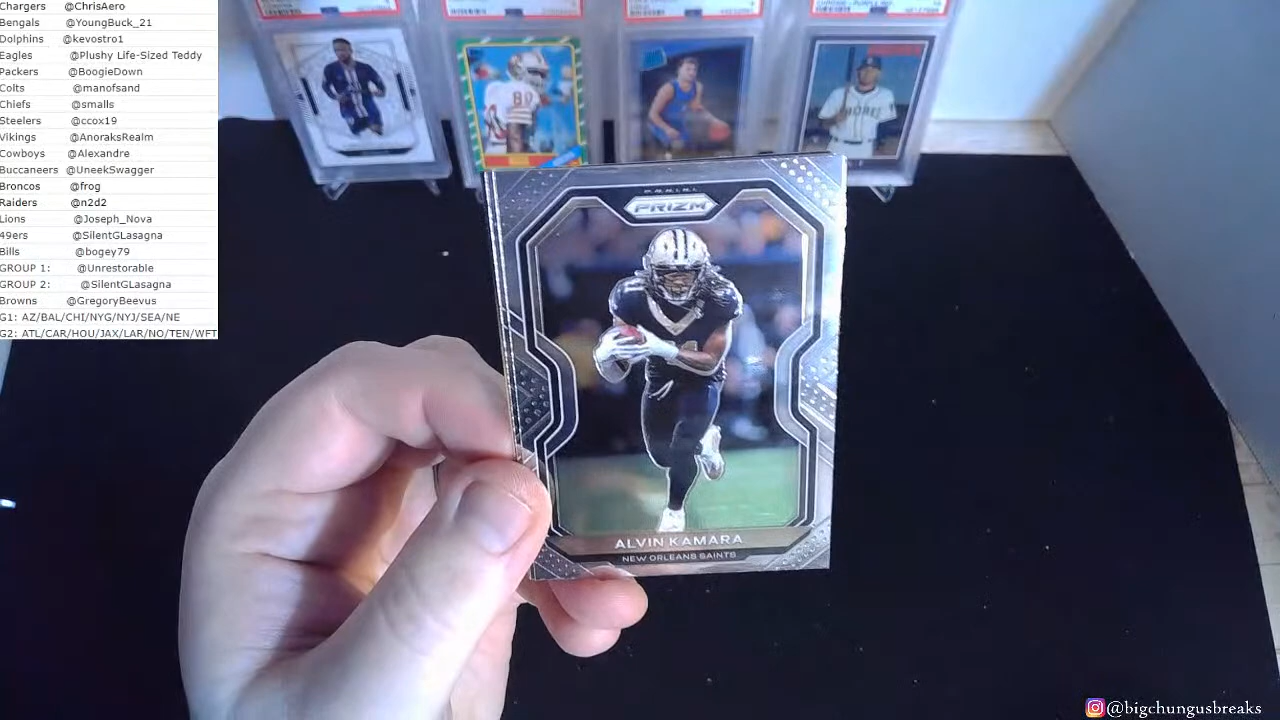 Chargers @ChrisAero
Bengals @YoungBuck_21
Dolphins @kevostro1
Eagles @Plushy Life-Sized Teddy
Packers @BoogieDown
Colts @manofsand
Chiefs @smalls
Steelers @ccox19
Vikings @AnoraksRealm
Cowboys @Alexandre
Buccaneers @UneekSwagger
Broncos @frog
Raiders @n2d2
Lions @Joseph_Nova
49ers @SilentGLasagna
Bills @bogey79
GROUP 1: @Unrestorable
GROUP 2: @SilentGLasagna
Browns @GregoryBeevus
G1: AZ/BAL/CHI/NYG/NYJ/SEA/NE
G2: ATL/CAR/HOU/JAX/LAR/NO/TEN/WFT
80
PANINI
PRIZM
ALVIN KAMARA
NEW ORLEANS SAINTS
@bigchungusbreaks